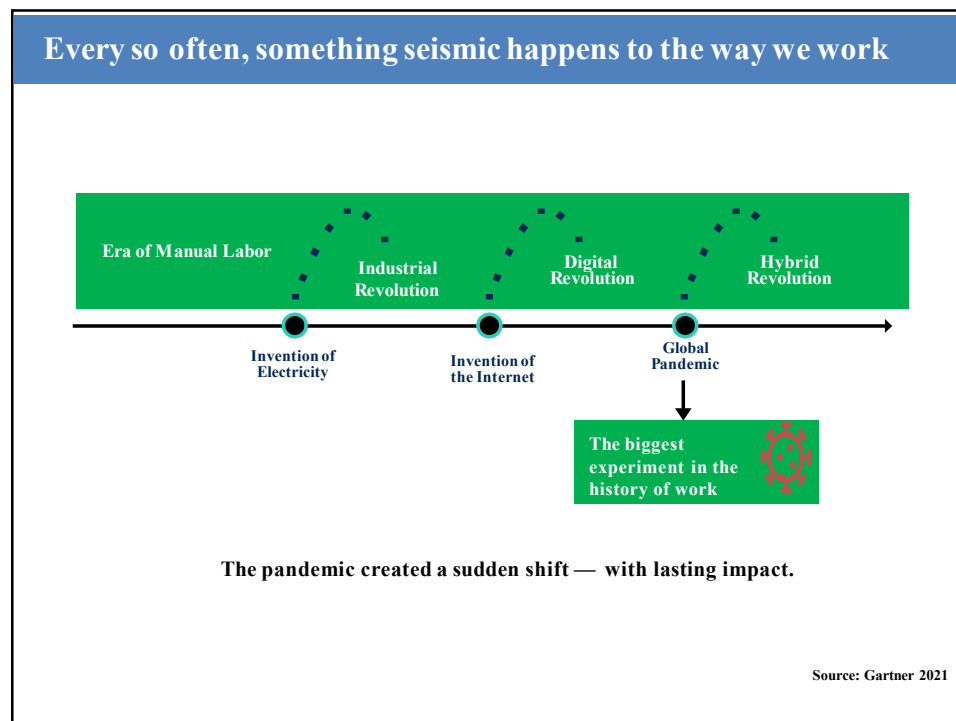 Every so often, something seismic happens to the way we work
Era of Manual Labor
Industrial
Revolution
Digital
Revolution
Hybrid
Revolution
Invention of
Electricity
Invention of
the Internet
Global
Pandemic
The biggest
experiment in the
history of work
The pandemic created a sudden shift — with lasting impact.
Source: Gartner 2021